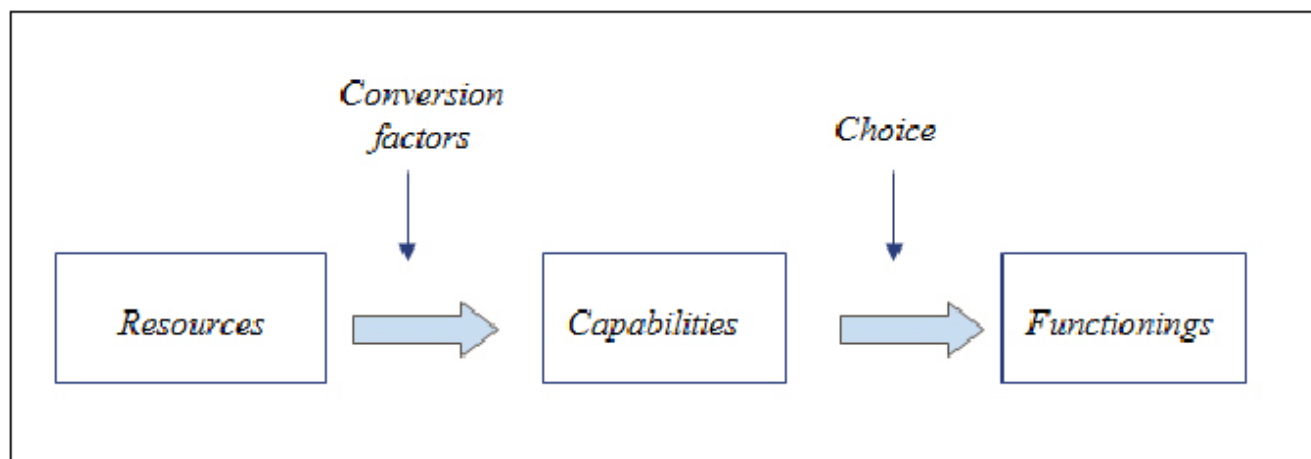 Conversion
factors
Choice
Resources
Capabilities
Functionings